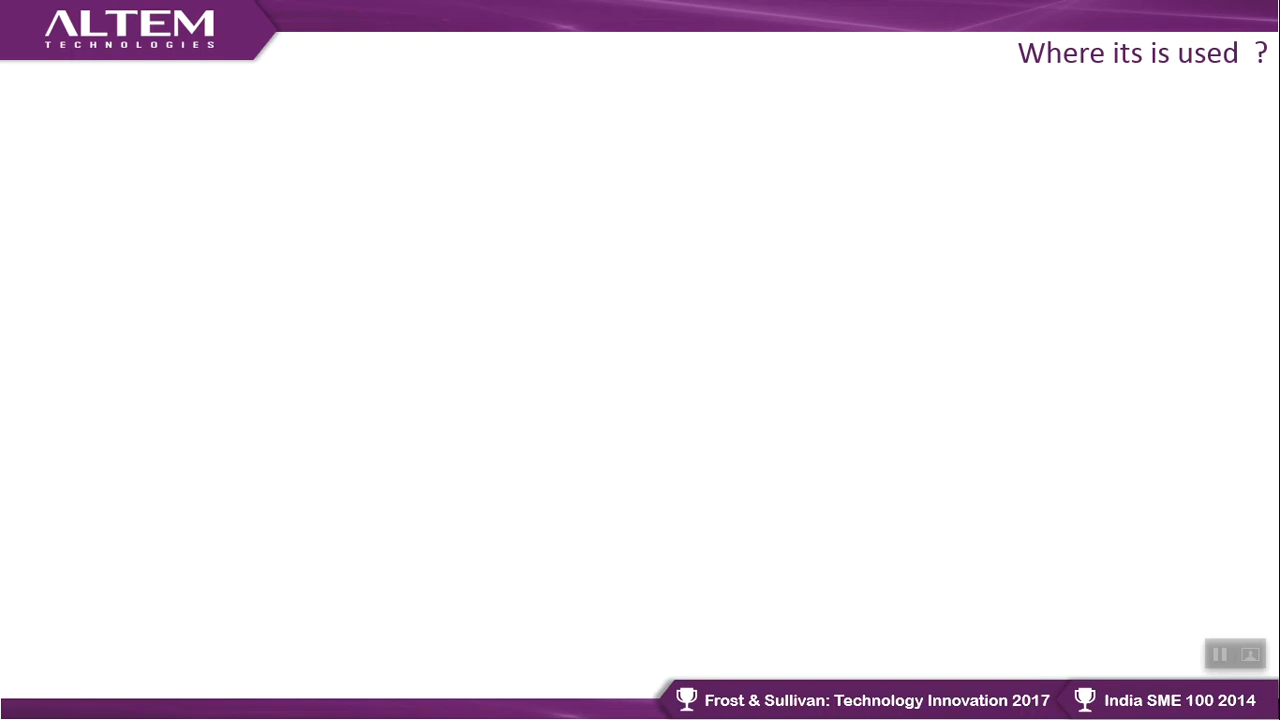 ALTEM
TECHNOLOGIES
Where its is used ?
Frost & Sullivan: Technology Innovation 2017
India SME 100 2014